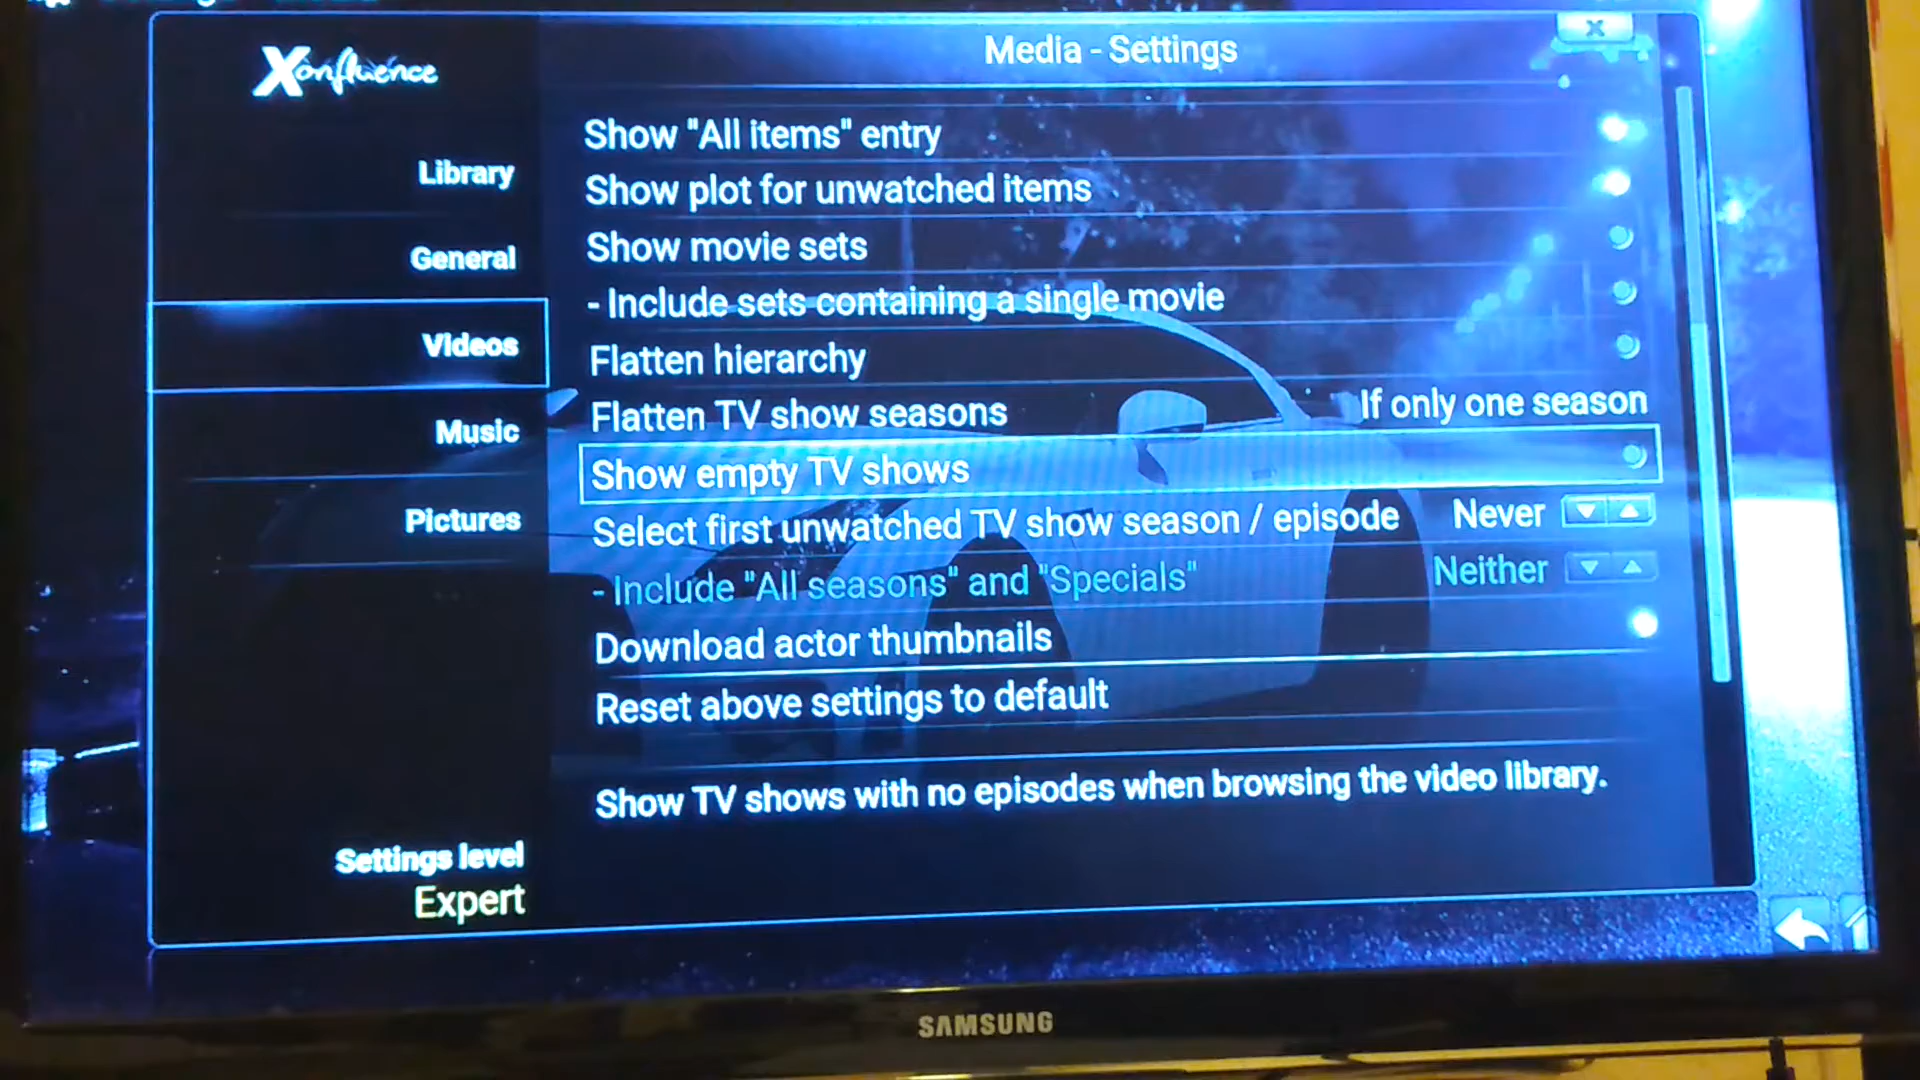 Xonfluence
Media - Settings
Library
General
Videos
Music
Pictures
Show "All items" entry
Show plot for unwatched items
Show movie sets
- Include sets containing a single movie
Flatten hierarchy
Flatten TV show seasons If only one season
Show empty TV shows
Select first unwatched TV show season / episode Never
- Include "All seasons" and "Specials" Neither
Download actor thumbnails
Reset above settings to default
Show TV shows with no episodes when browsing the video library.
Settings level
Expert
SAMSUNG